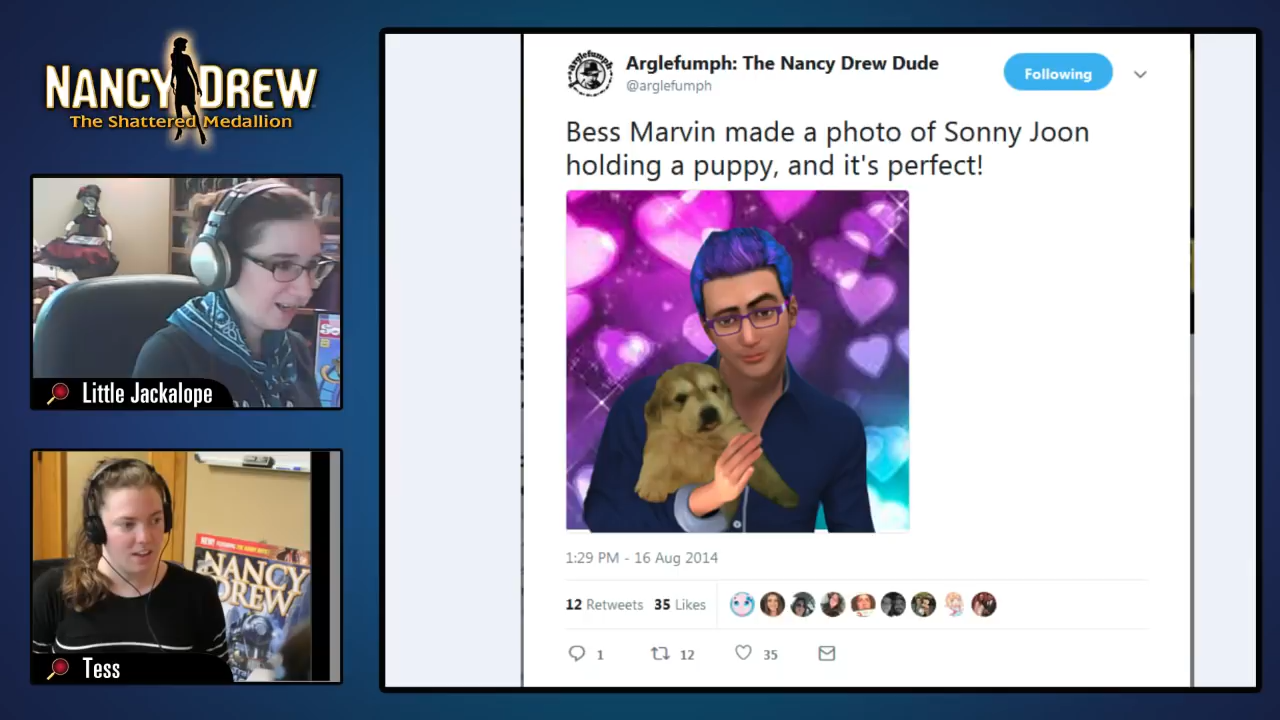 NANCY DREW
The Shattered Medallion
Little Jackalope
NEW!
NANCY
DREW
Tess
arglefumph
Arglefumph: The Nancy Drew Dude
@arglefumph
Following
Bess Marvin made a photo of Sonny Joon
holding a puppy, and it's perfect!
1:29 PM - 16 Aug 2014
12 Retweets 35 Likes
1 12 35